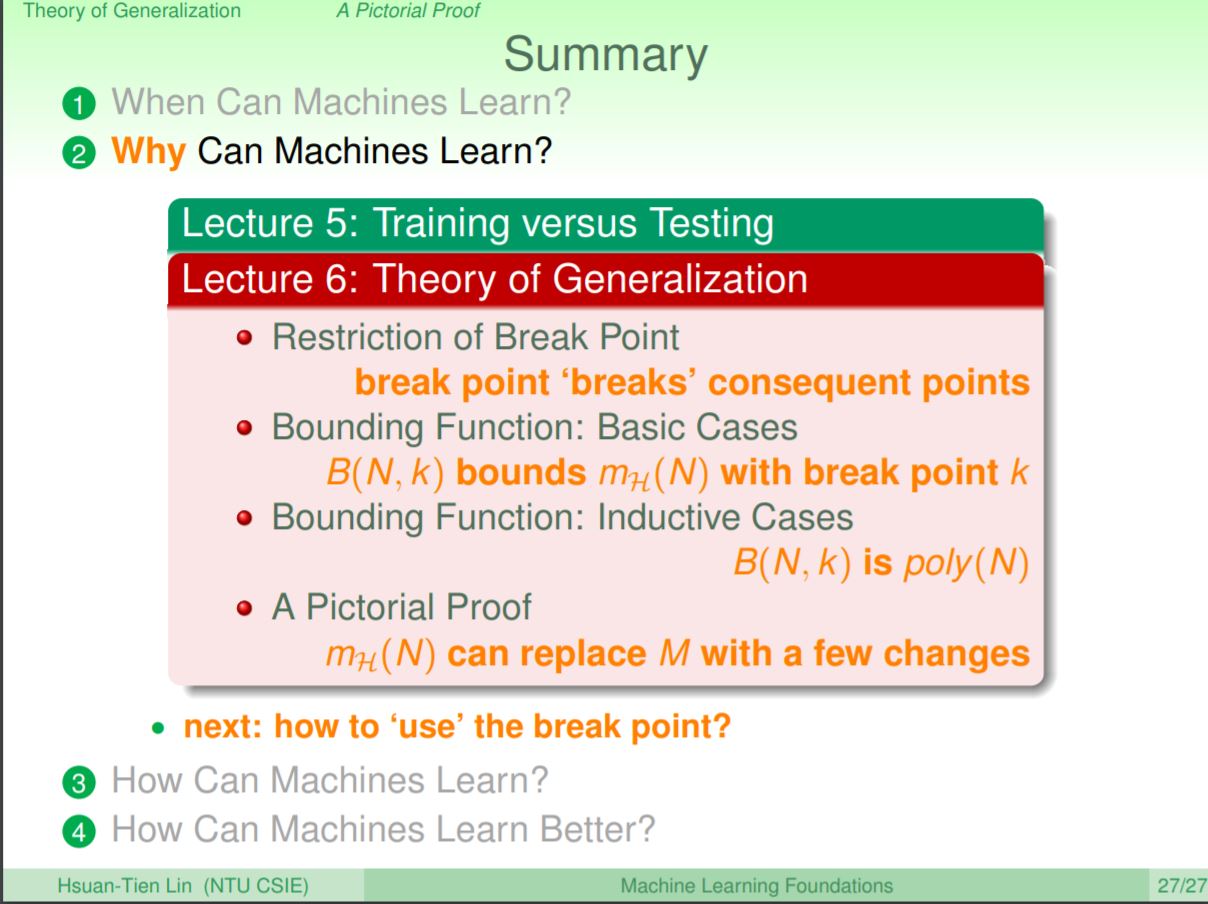 Theory of Generalization A Pictorial Proof
Summary
1 When Can Machines Learn?
2 Why Can Machines Learn?
Lecture 5: Training versus Testing
Lecture 6: Theory of Generalization
• Restriction of Break Point
break point ‘breaks’ consequent points
• Bounding Function: Basic Cases
B(N, k) bounds m_ℋ(N) with break point k
• Bounding Function: Inductive Cases
B(N, k) is poly(N)
• A Pictorial Proof
m_ℋ(N) can replace M with a few changes
• next: how to ‘use’ the break point?
3 How Can Machines Learn?
4 How Can Machines Learn Better?
Hsuan-Tien Lin (NTU CSIE) Machine Learning Foundations 27/27